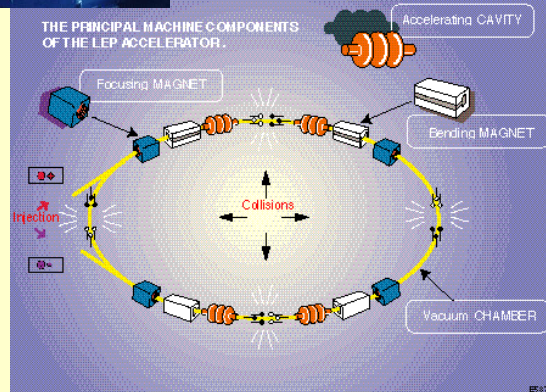 THE PRINCIPAL MACHINE COMPONENTS
OF THE LEP ACCELERATOR.
Accelerating CAVITY
Focusing MAGNET
Bending MAGNET
Collisions
Injection
Vacuum CHAMBER